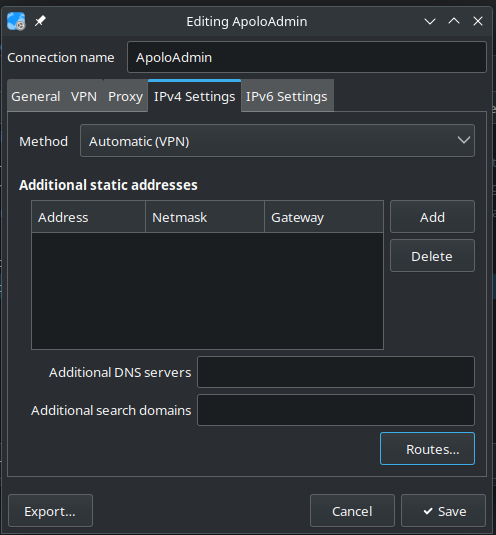 Editing ApoloAdmin
Connection name ApoloAdmin
General VPN Proxy IPv4 Settings IPv6 Settings
Method Automatic (VPN)
Additional static addresses
Address Netmask Gateway Add
Delete
Additional DNS servers
Additional search domains
Routes...
Export... Cancel Save